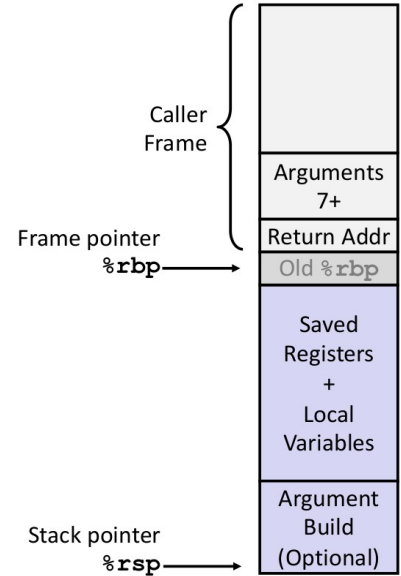 Caller
Frame
Arguments
7+
Return Addr
Frame pointer
%rbp
Old %rbp
Saved
Registers
+
Local
Variables
Argument
Build
(Optional)
Stack pointer
%rsp